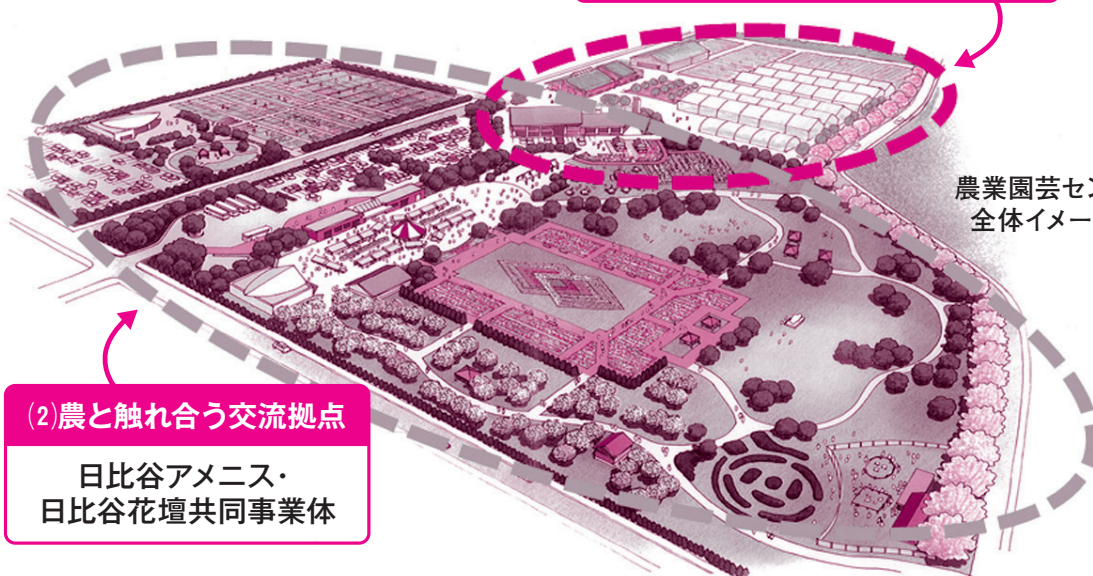 農業園芸セン
全体イメー
(2)農と触れ合う交流拠点
日比谷アメニス・
日比谷花壇共同事業体